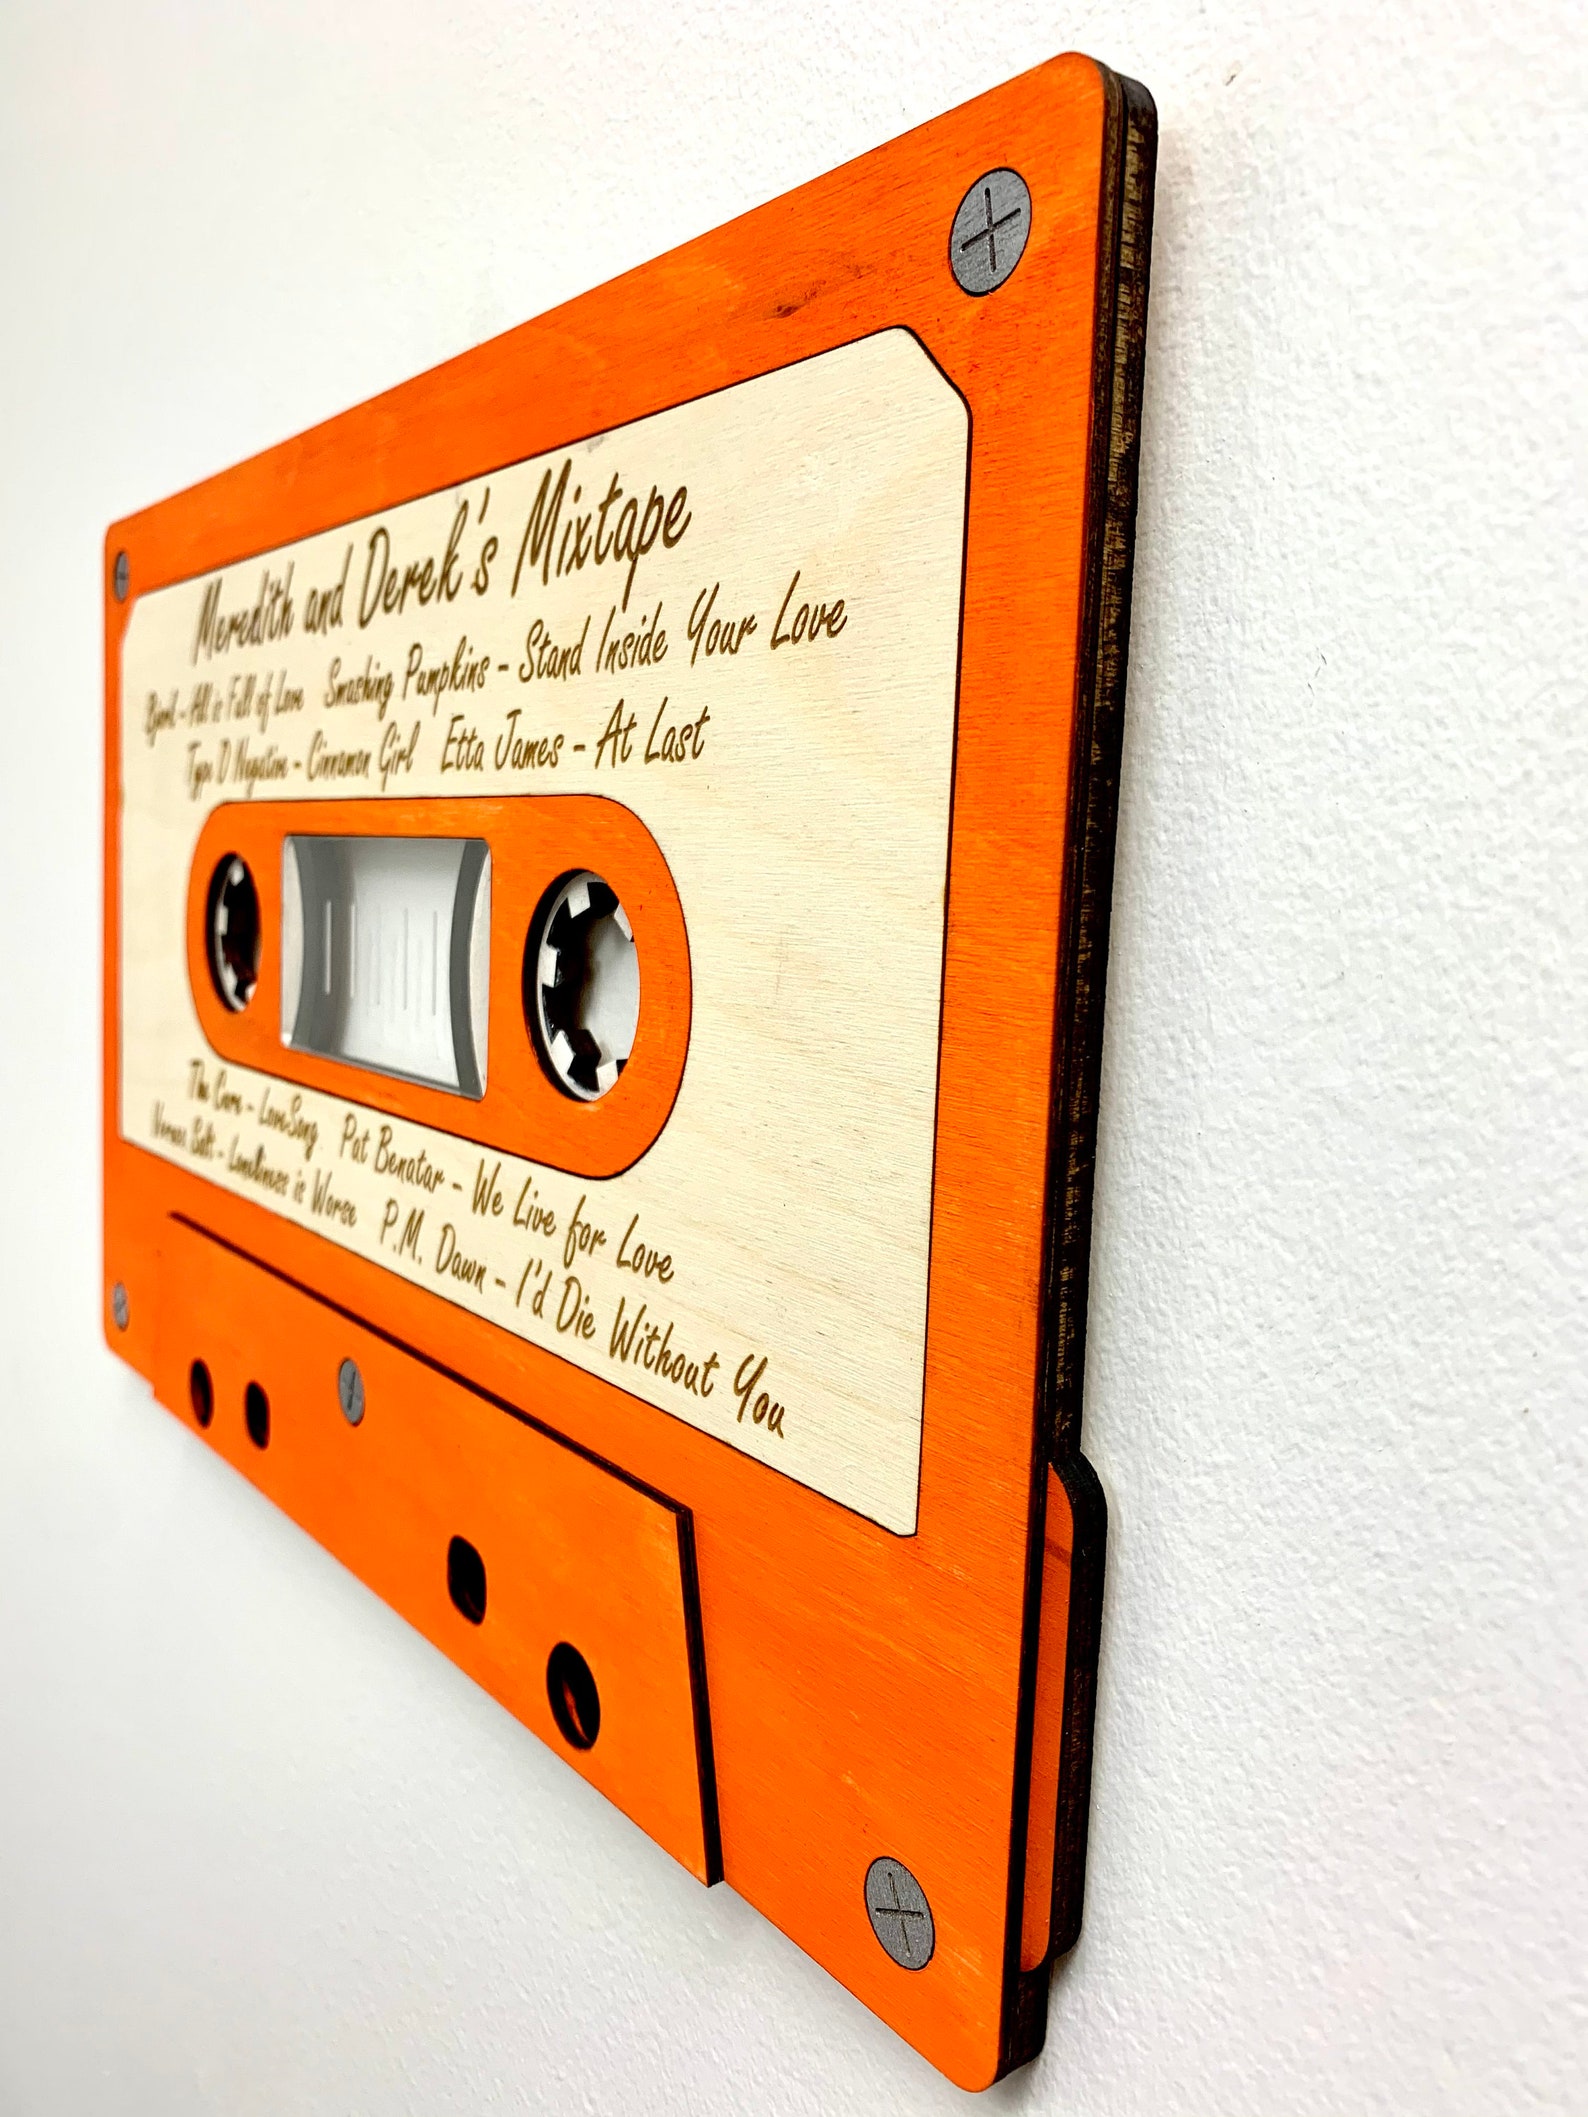 Meredith and Derek's Mixtape
Bjork - All is Full of Love Smashing Pumpkins - Stand Inside Your Love
Type O Negative - Cinnamon Girl Etta James - At Last
The Cure - LoveSong Pat Benatar - We Live for Love
Versus Belt - Loneliness is Worse P.M. Dawn - I'd Die Without You